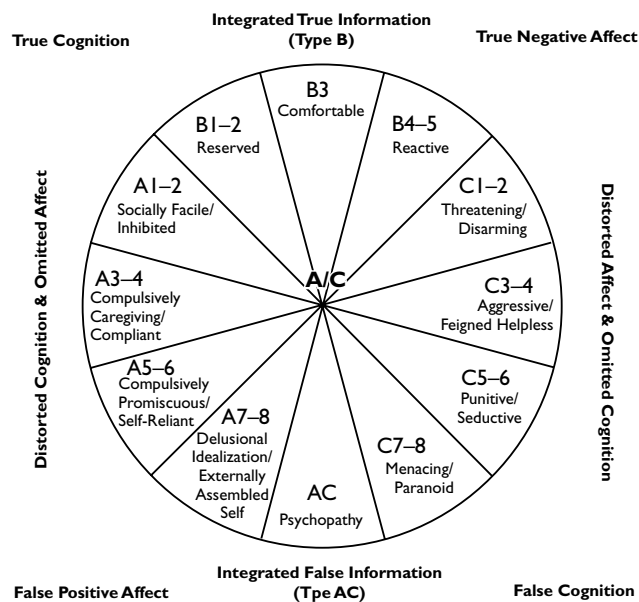 Integrated True Information
(Type B)
True Cognition
True Negative Affect
B3
Comfortable
B1–2
Reserved
B4–5
Reactive
A1–2
Socially Facile/
Inhibited
C1–2
Threatening/
Disarming
A/C
A3–4
Compulsively
Caregiving/
Compliant
C3–4
Aggressive/
Feigned Helpless
A5–6
Compulsively
Promiscuous/
Self-Reliant
C5–6
Punitive/
Seductive
A7–8
Delusional
Idealization/
Externally
Assembled
Self
C7–8
Menacing/
Paranoid
AC
Psychopathy
Distorted Cognition & Omitted Affect
Distorted Affect & Omitted Cognition
False Positive Affect
Integrated False Information
(Tpe AC)
False Cognition